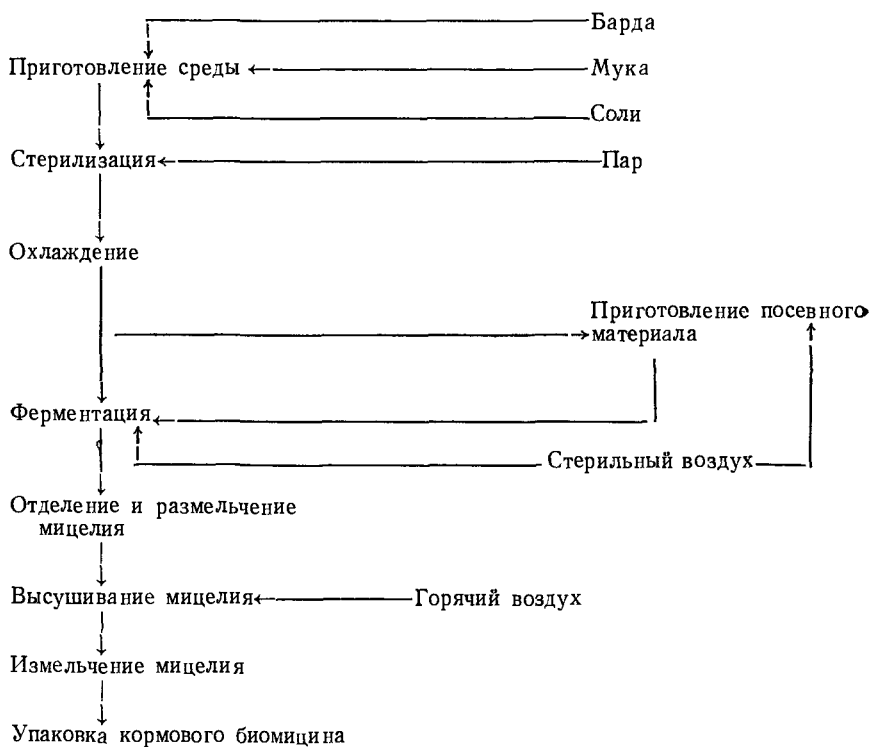 Барда
Приготовление среды
Мука
Соли
Стерилизация
Пар
Охлаждение
Приготовление посевного
материала
Ферментация
Стерильный воздух
Отделение и размельчение
мицелия
Высушивание мицелия
Горячий воздух
Измельчение мицелия
Упаковка кормового биомицина